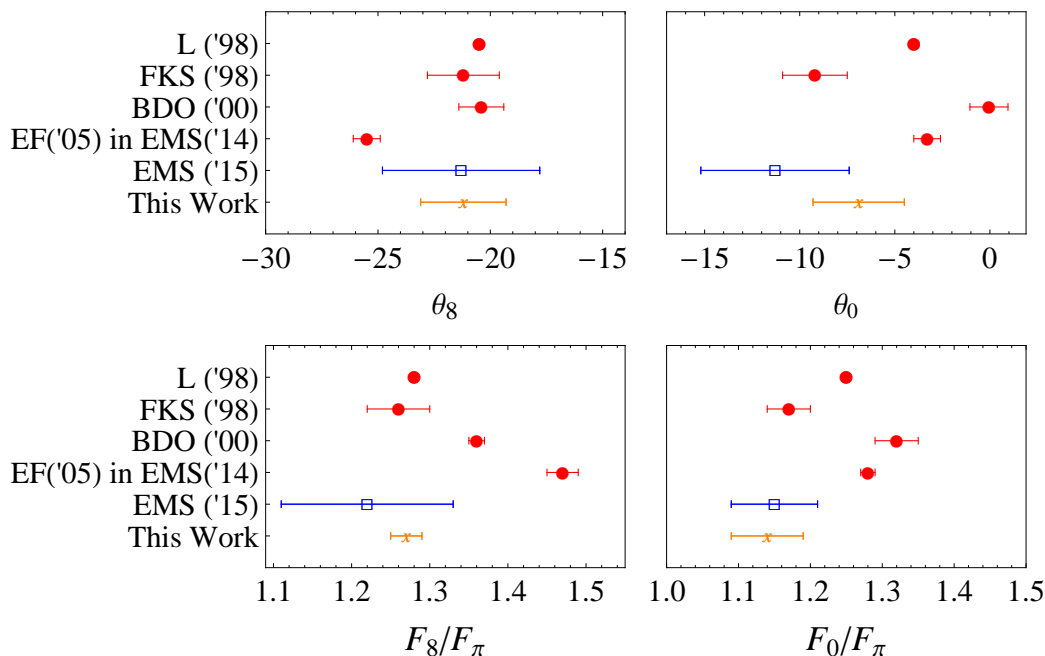 L ('98)
FKS ('98)
BDO ('00)
EF('05) in EMS('14)
EMS ('15)
This Work
x
x
−30 −25 −20 −15
−15 −10 −5 0
θ8
θ0
L ('98)
FKS ('98)
BDO ('00)
EF('05) in EMS('14)
EMS ('15)
This Work
x
x
1.1 1.2 1.3 1.4 1.5
1.0 1.1 1.2 1.3 1.4 1.5
F8/Fπ
F0/Fπ